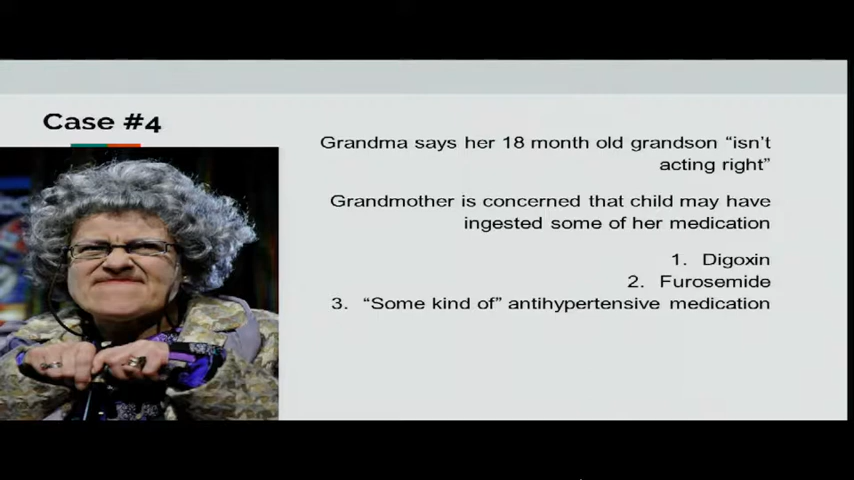 Case #4
Grandma says her 18 month old grandson “isn’t
acting right”
Grandmother is concerned that child may have
ingested some of her medication
1. Digoxin
2. Furosemide
3. “Some kind of” antihypertensive medication